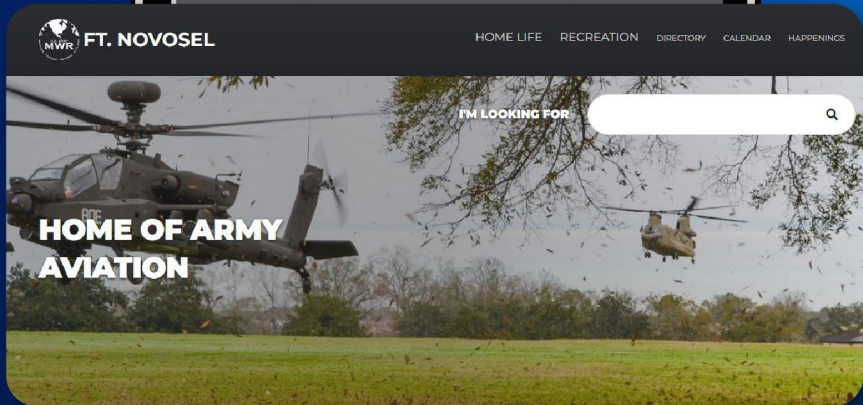 MWR
FT. NOVOSEL
HOME LIFE RECREATION DIRECTORY CALENDAR HAPPENINGS
I'M LOOKING FOR
HOME OF ARMY
AVIATION